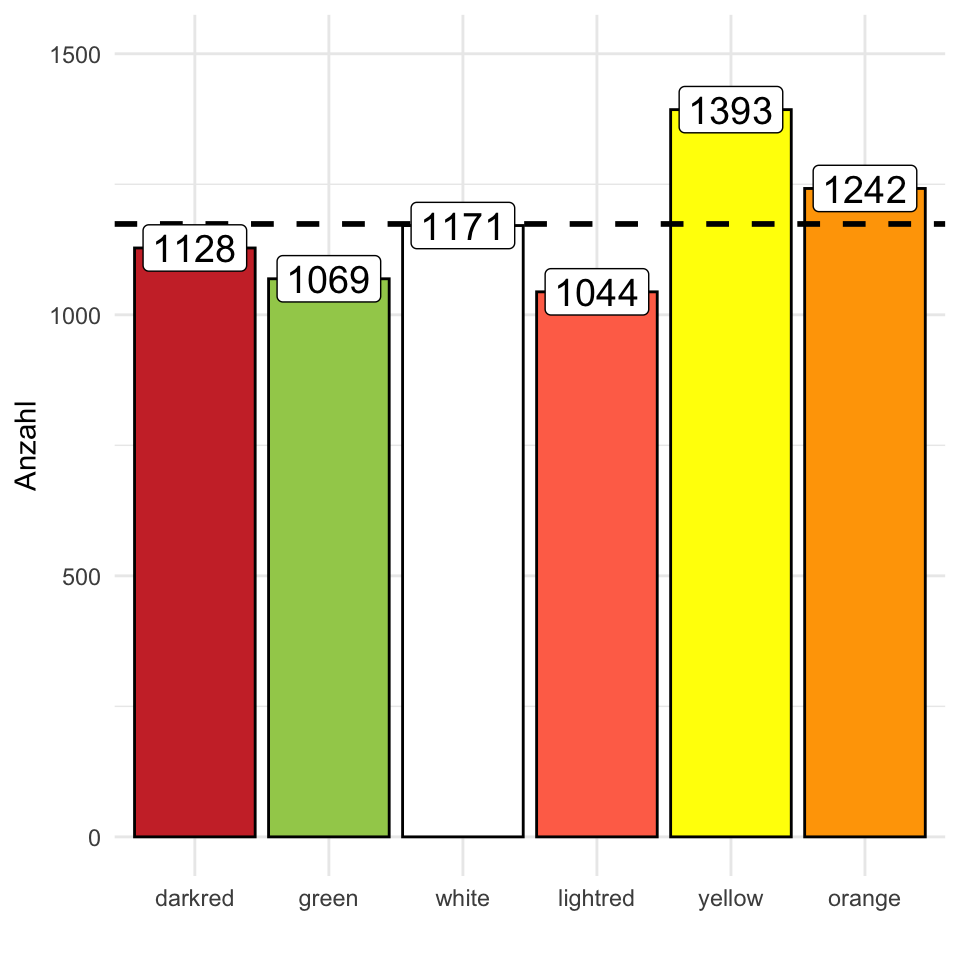 1500
1000
500
0
Anzahl
1128
1069
1171
1044
1393
1242
darkred
green
white
lightred
yellow
orange